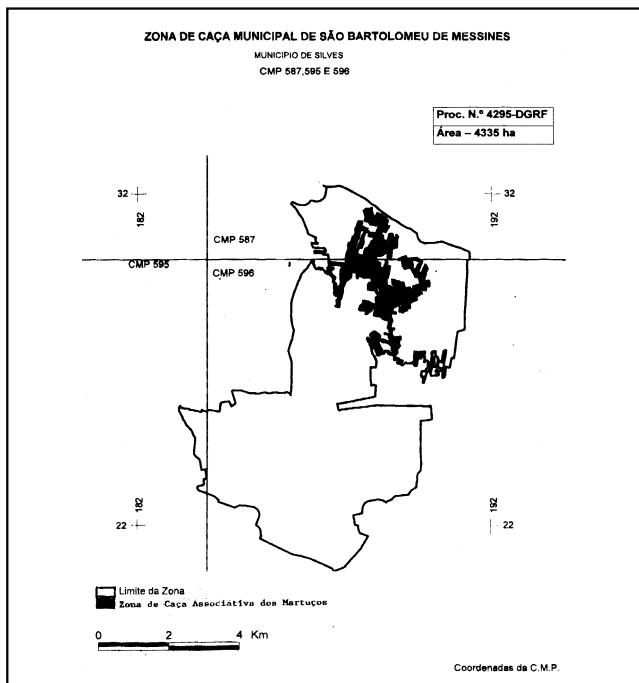 ZONA DE CAÇA MUNICIPAL DE SÃO BARTOLOMEU DE MESSINES
MUNICIPIO DE SILVES
CMP 587,595 E 596
Proc. N.º 4295-DGRF
Área – 4335 ha
32
182
192
32
CMP 587
CMP 595
CMP 596
22
182
192
22
Limite da Zona
Zona de Caça Associativa dos Martuços
0 2 4 Km
Coordenadas da C.M.P.